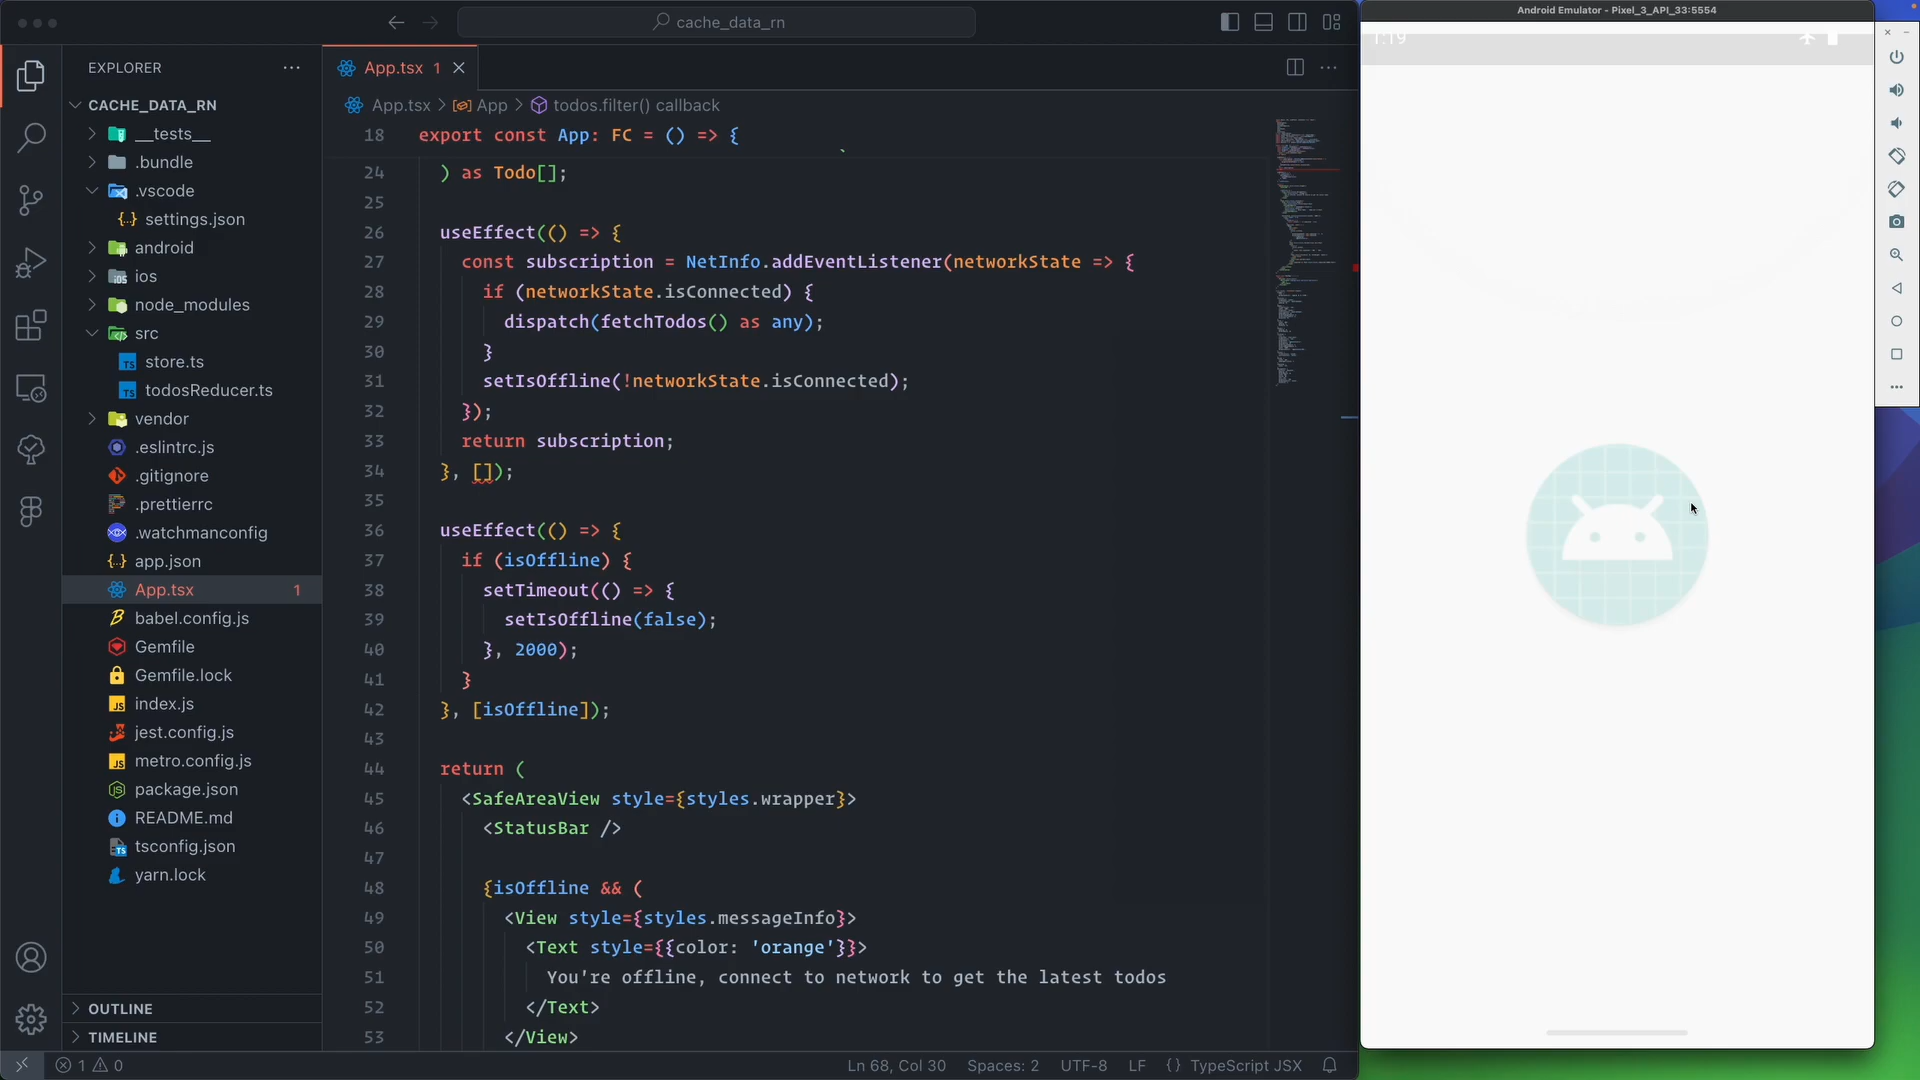 cache_data_rn
EXPLORER
CACHE_DATA_RN
__tests__
.bundle
.vscode
settings.json
android
ios
node_modules
src
store.ts
todosReducer.ts
vendor
.eslintrc.js
.gitignore
.prettierrc
.watchmanconfig
app.json
App.tsx 1
babel.config.js
Gemfile
Gemfile.lock
index.js
jest.config.js
metro.config.js
package.json
README.md
tsconfig.json
yarn.lock
OUTLINE
TIMELINE
App.tsx 1
App.tsx > App > todos.filter() callback
18 export const App: FC = () => {
24 ) as Todo[];
25
26 useEffect(() => {
27 const subscription = NetInfo.addEventListener(networkState => {
28 if (networkState.isConnected) {
29 dispatch(fetchTodos() as any);
30 }
31 setIsOffline(!networkState.isConnected);
32 });
33 return subscription;
34 }, []);
35
36 useEffect(() => {
37 if (isOffline) {
38 setTimeout(() => {
39 setIsOffline(false);
40 }, 2000);
41 }
42 }, [isOffline]);
43
44 return (
45 <SafeAreaView style={styles.wrapper}>
46 <StatusBar />
47
48 {isOffline && (
49 <View style={styles.messageInfo}>
50 <Text style={{color: 'orange'}}>
51 You're offline, connect to network to get the latest todos
52 </Text>
53 </View>
1 0
Ln 68, Col 30
Spaces: 2
UTF-8
LF
{} TypeScript JSX
Android Emulator - Pixel_3_API_33:5554
1:19